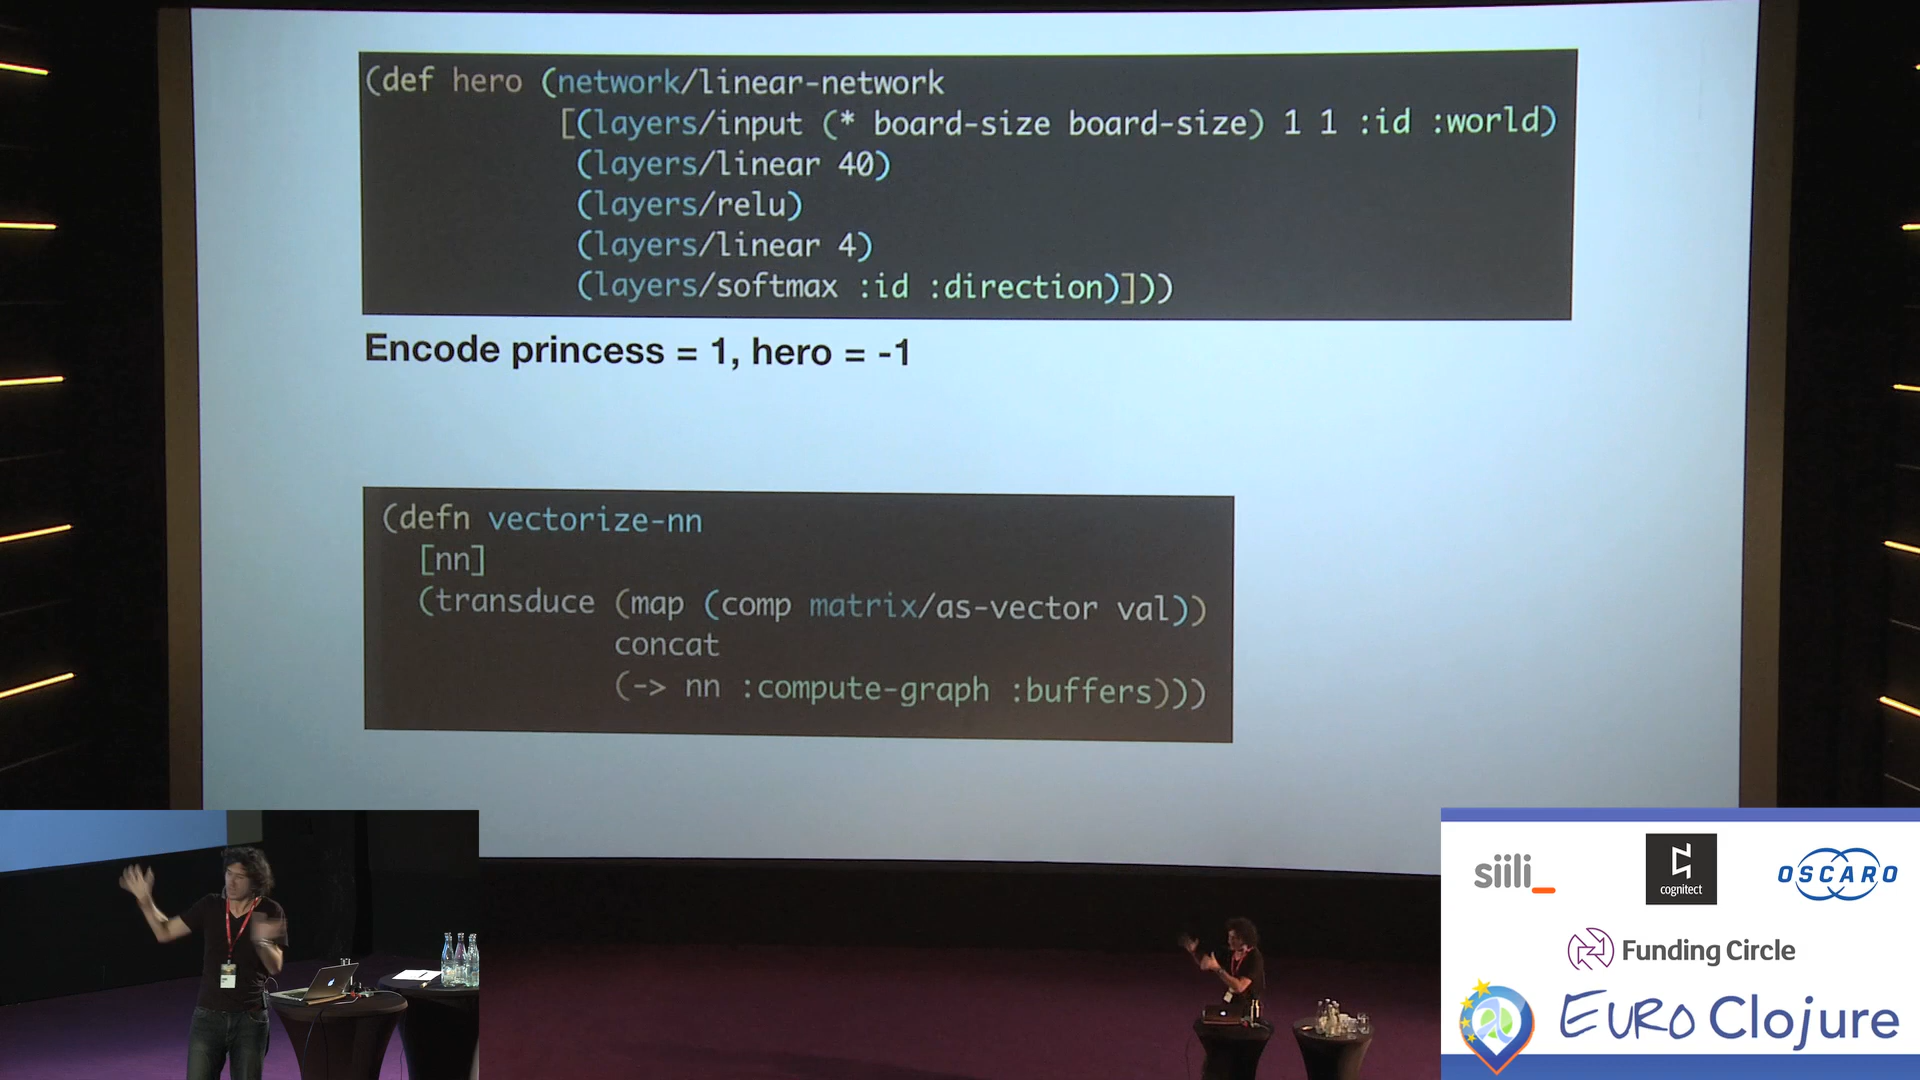 (def hero (network/linear-network
[(layers/input (* board-size board-size) 1 1 :id :world)
(layers/linear 40)
(layers/relu)
(layers/linear 4)
(layers/softmax :id :direction)]))
Encode princess = 1, hero = -1
(defn vectorize-nn
[nn]
(transduce (map (comp matrix/as-vector val))
concat
(-> nn :compute-graph :buffers)))
siili_
cognitect
OSCARO
Funding Circle
EURO Clojure